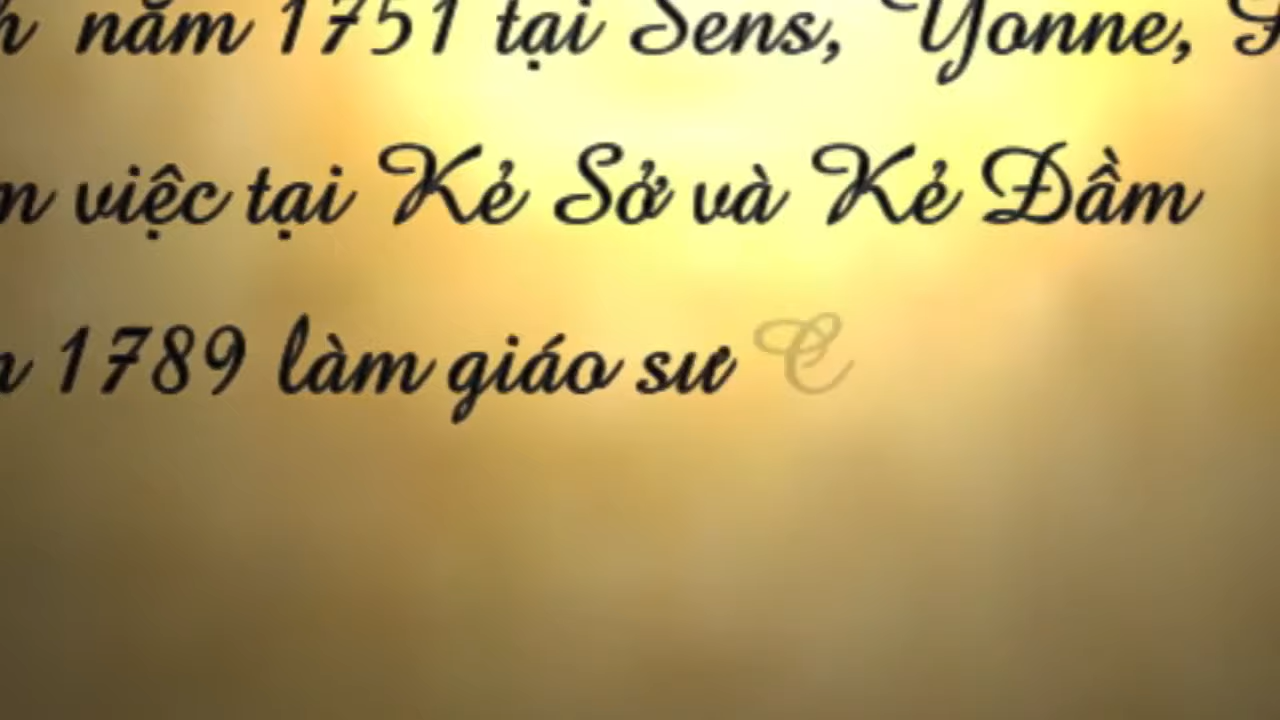 năm 1751 tại Sens, Yonne,
việc tại Kẻ Sở và Kẻ Đầm
1789 làm giáo sư C